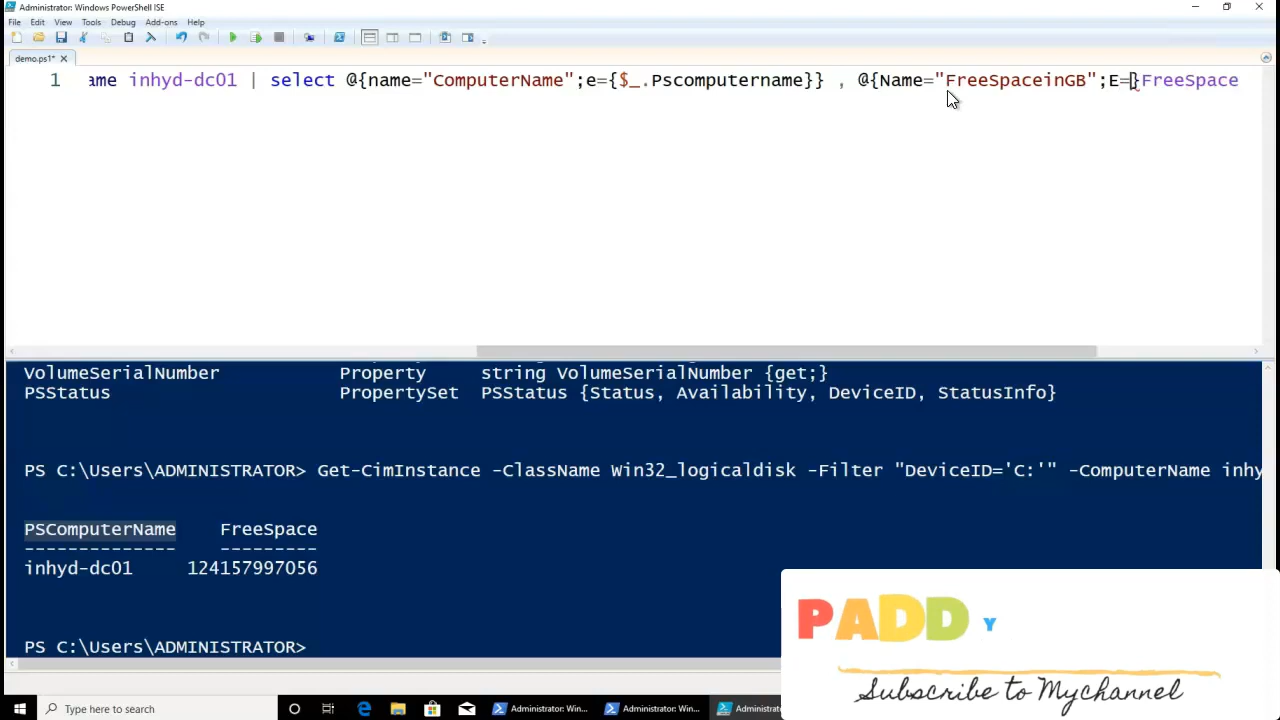 Administrator: Windows PowerShell ISE
File Edit View Tools Debug Add-ons Help
demo.ps1*
1 ame inhyd-dc01 | select @{name="ComputerName";e={$_.Pscomputername}} , @{Name="FreeSpaceinGB";E=}FreeSpace
VolumeSerialNumber Property string VolumeSerialNumber {get;}
PSStatus PropertySet PSStatus {Status, Availability, DeviceID, StatusInfo}
PS C:\Users\ADMINISTRATOR> Get-CimInstance -ClassName Win32_logicaldisk -Filter "DeviceID='C:'" -ComputerName inhy
PSComputerName FreeSpace
-------------- ---------
inhyd-dc01 124157997056
PS C:\Users\ADMINISTRATOR>
PADD Y
Subscribe to Mychannel
Type here to search
Administrator: Win...
Administrator: Win...
Administrato